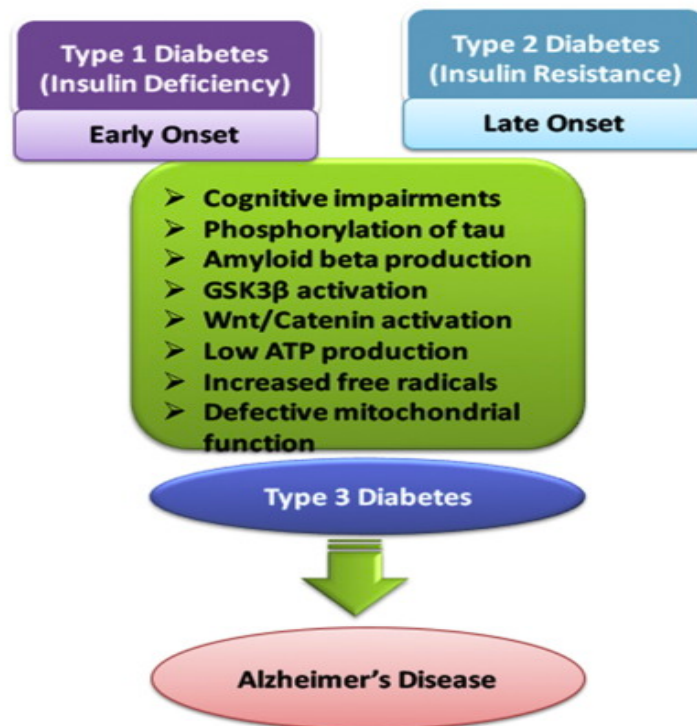 Type 1 Diabetes
(Insulin Deficiency)
Early Onset
Type 2 Diabetes
(Insulin Resistance)
Late Onset
➢ Cognitive impairments
➢ Phosphorylation of tau
➢ Amyloid beta production
➢ GSK3β activation
➢ Wnt/Catenin activation
➢ Low ATP production
➢ Increased free radicals
➢ Defective mitochondrial
function
Type 3 Diabetes
Alzheimer’s Disease